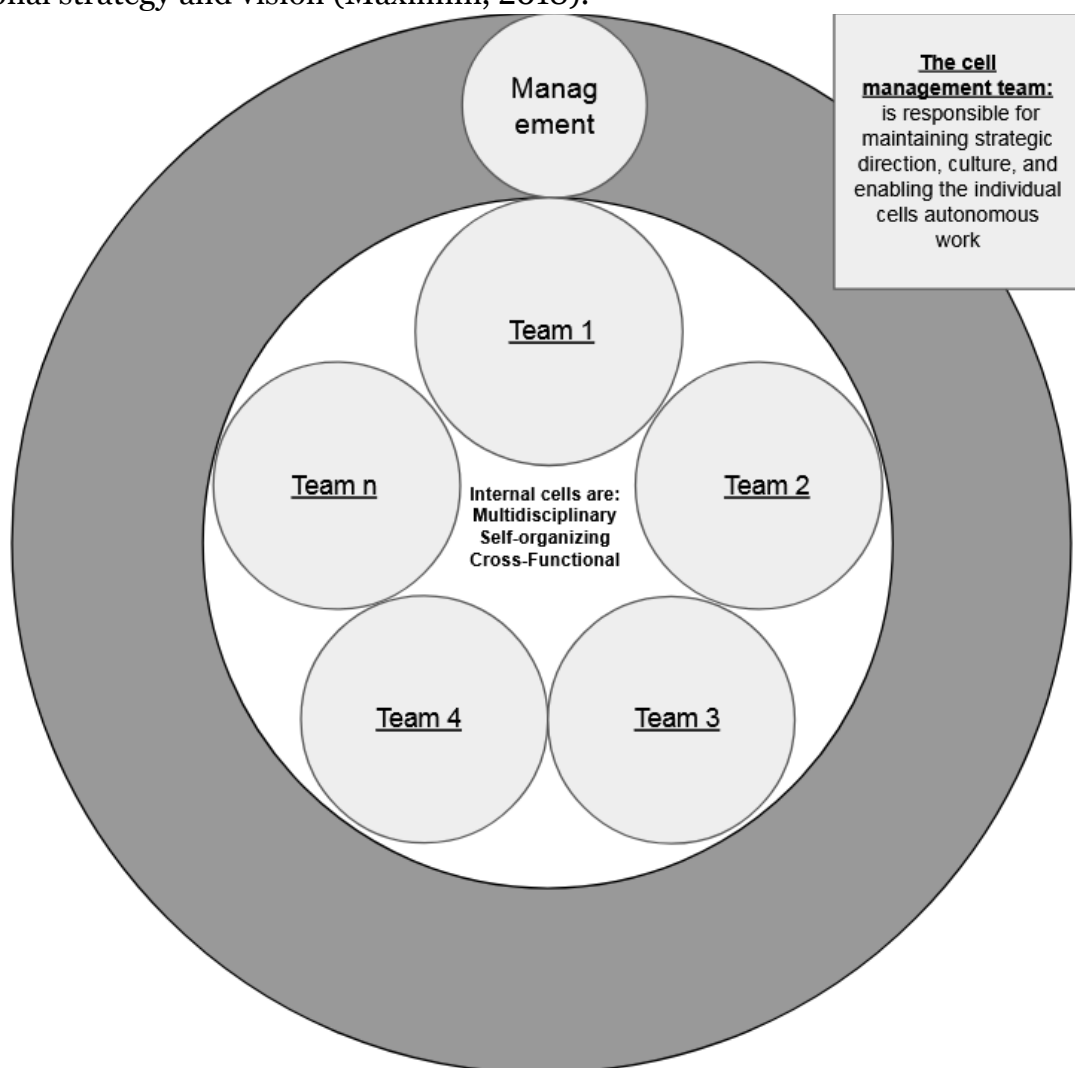 onal strategy and vision (Maximini, 2018).
Manag
ement
The cell
management team:
is responsible for
maintaining strategic
direction, culture, and
enabling the individual
cells autonomous
work
Team 1
Team n
Team 2
Internal cells are:
Multidisciplinary
Self-organizing
Cross-Functional
Team 4
Team 3